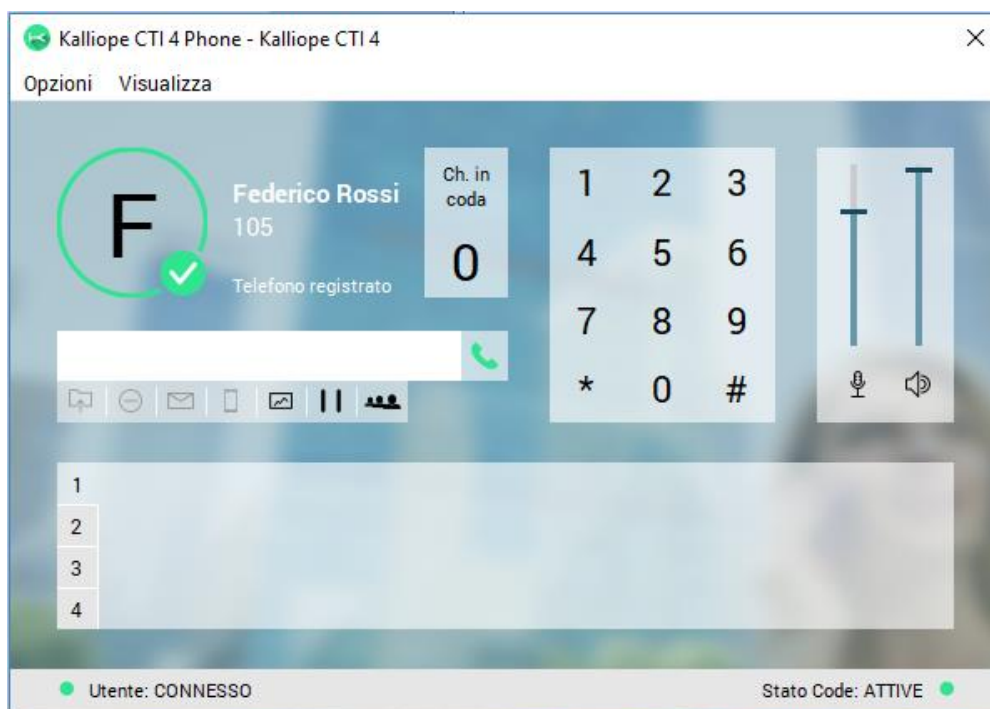 Kalliope CTI 4 Phone - Kalliope CTI 4
Opzioni Visualizza
F
Federico Rossi
105
Telefono registrato
Ch. in
coda
0
1 2 3
4 5 6
7 8 9
* 0 #
1
2
3
4
Utente: CONNESSO
Stato Code: ATTIVE